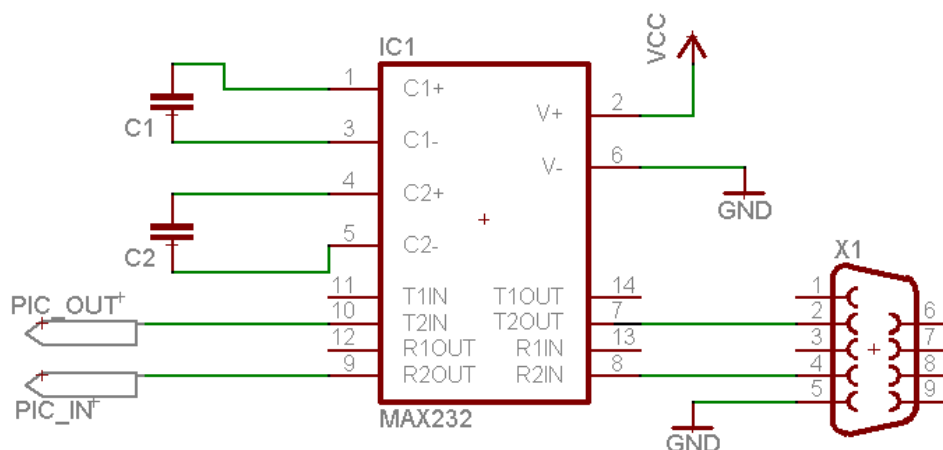 IC1
VCC
1
C1+
2
V+
C1
3
C1-
6
V-
4
C2+
GND
C2
5
C2-
X1
PIC_OUT
11
T1IN
T1OUT
14
1
10
T2IN
T2OUT
7
2
6
12
R1OUT
R1IN
13
3
7
9
R2OUT
R2IN
8
4
8
PIC_IN
5
9
MAX232
GND